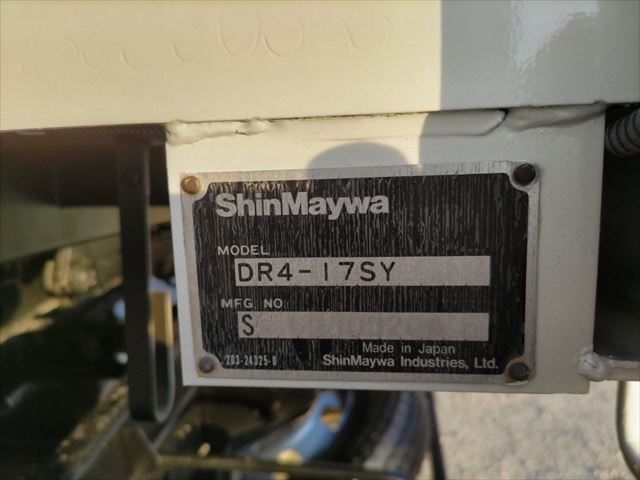 ShinMaywa
MODEL
DR4-17SY
MFG. NO.
S
Made in Japan
203-24325-0
ShinMaywa Industries, Ltd.